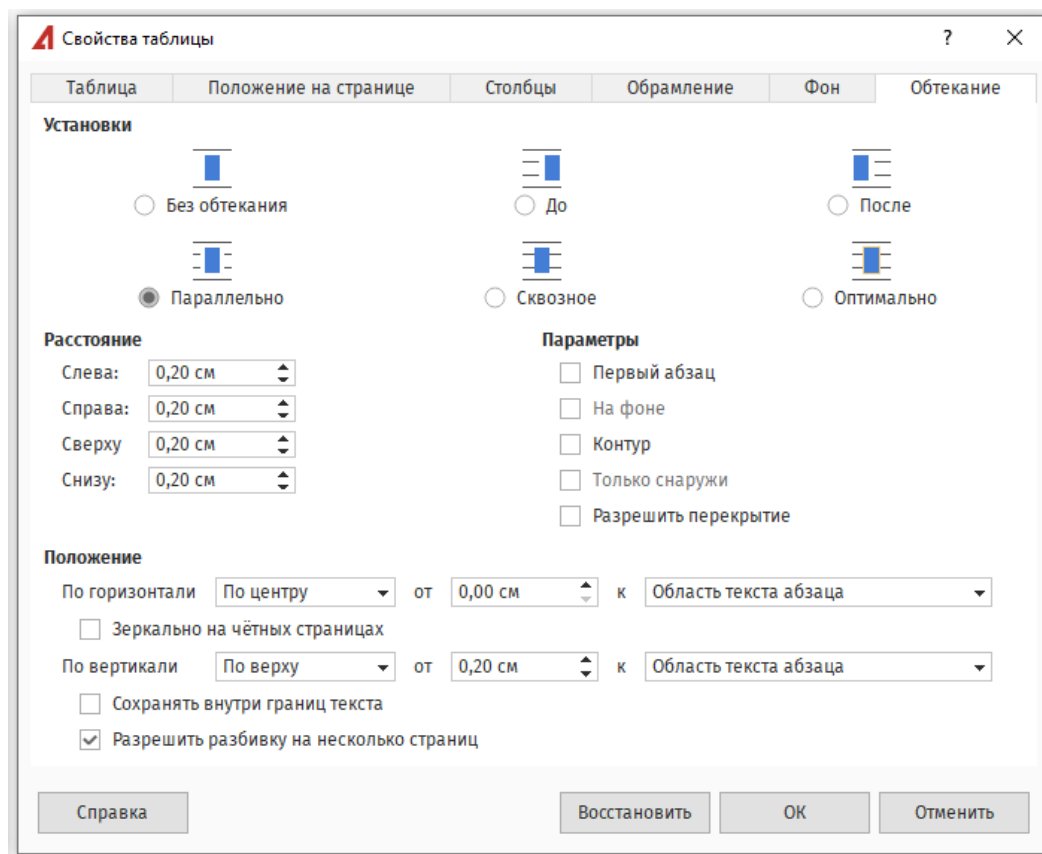 Свойства таблицы ?
Таблица Положение на странице Столбцы Обрамление Фон Обтекание
Установки
Без обтекания До После
Параллельно Сквозное Оптимально
Расстояние Параметры
Слева: 0,20 см Первый абзац
Справа: 0,20 см На фоне
Сверху 0,20 см Контур
Снизу: 0,20 см Только снаружи
Разрешить перекрытие
Положение
По горизонтали По центру от 0,00 см к Область текста абзаца
Зеркально на чётных страницах
По вертикали По верху от 0,20 см к Область текста абзаца
Сохранять внутри границ текста
Разрешить разбивку на несколько страниц
Справка Восстановить ОК Отменить